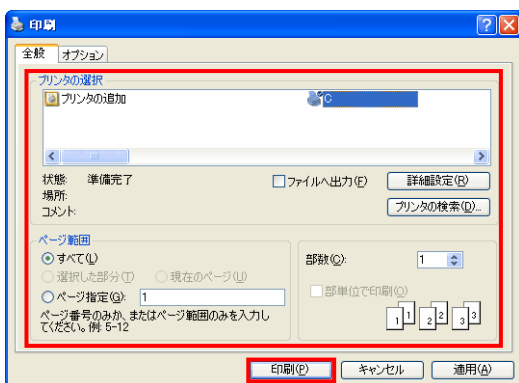 印刷
全般 オプション
プリンタの選択
プリンタの追加 C
状態: 準備完了 ファイルへ出力(F) 詳細設定(R)
場所:
コメント: プリンタの検索(D)...
ページ範囲
すべて(L) 部数(C): 1
選択した部分(T) 現在のページ(U)
部単位で印刷(O)
ページ指定(G): 1
ページ番号のみか、またはページ範囲のみを入力し
てください。例: 5-12
1 1 2 2 3 3
印刷(P) キャンセル 適用(A)